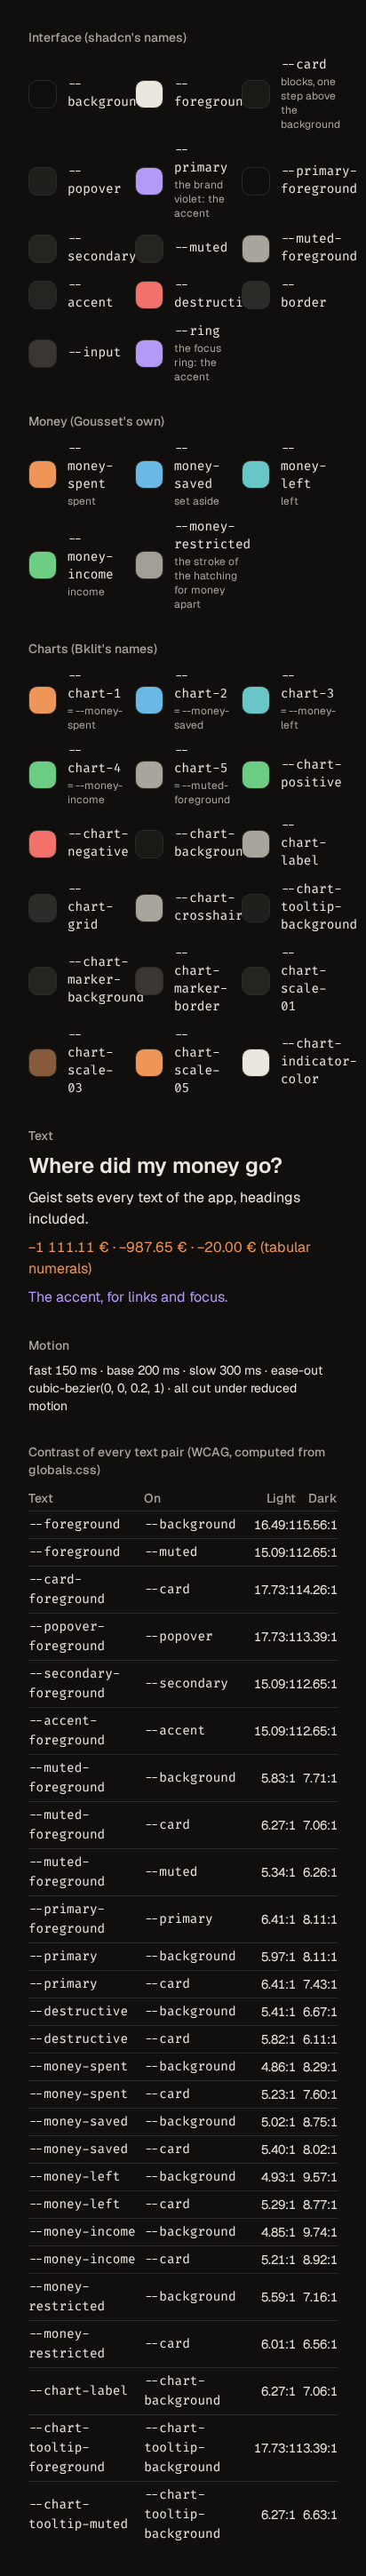 Interface (shadcn's names)
--
background
--
foreground
--card
blocks, one
step above
the
background
--
popover
--
primary
the brand
violet: the
accent
--primary-
foreground
--
secondary
--muted
--muted-
foreground
--
accent
--
destructi
--
border
--input
--ring
the focus
ring: the
accent
Money (Gousset's own)
--
money-
spent
spent
--
money-
saved
set aside
--
money-
left
left
--
money-
income
income
--money-
restricted
the stroke of
the hatching
for money
apart
Charts (Bklit's names)
--
chart-1
= --money-
spent
--
chart-2
= --money-
saved
--
chart-3
= --money-
left
--
chart-4
= --money-
income
--
chart-5
= --muted-
foreground
--chart-
positive
--chart-
negative
--chart-
background
--
chart-
label
--
chart-
grid
--chart-
crosshair
--chart-
tooltip-
background
--chart-
marker-
background
--
chart-
marker-
border
--
chart-
scale-
01
--
chart-
scale-
03
--
chart-
scale-
05
--chart-
indicator-
color
Text
Where did my money go?
Geist sets every text of the app, headings
included.
−1 111.11 € · −987.65 € · −20.00 € (tabular
numerals)
The accent, for links and focus.
Motion
fast 150 ms · base 200 ms · slow 300 ms · ease-out
cubic-bezier(0, 0, 0.2, 1) · all cut under reduced
motion
Contrast of every text pair (WCAG, computed from
globals.css)
Text On Light Dark
--foreground --background 16.49:1 15.56:1
--foreground --muted 15.09:1 12.65:1
--card-
foreground --card 17.73:1 14.26:1
--popover-
foreground --popover 17.73:1 13.39:1
--secondary-
foreground --secondary 15.09:1 12.65:1
--accent-
foreground --accent 15.09:1 12.65:1
--muted-
foreground --background 5.83:1 7.71:1
--muted-
foreground --card 6.27:1 7.06:1
--muted-
foreground --muted 5.34:1 6.26:1
--primary-
foreground --primary 6.41:1 8.11:1
--primary --background 5.97:1 8.11:1
--primary --card 6.41:1 7.43:1
--destructive --background 5.41:1 6.67:1
--destructive --card 5.82:1 6.11:1
--money-spent --background 4.86:1 8.29:1
--money-spent --card 5.23:1 7.60:1
--money-saved --background 5.02:1 8.75:1
--money-saved --card 5.40:1 8.02:1
--money-left --background 4.93:1 9.57:1
--money-left --card 5.29:1 8.77:1
--money-income --background 4.85:1 9.74:1
--money-income --card 5.21:1 8.92:1
--money-
restricted --background 5.59:1 7.16:1
--money-
restricted --card 6.01:1 6.56:1
--chart-label --chart-
background 6.27:1 7.06:1
--chart-
tooltip-
foreground
--chart-
tooltip-
background
17.73:1 13.39:1
--chart-
tooltip-muted
--chart-
tooltip-
background
6.27:1 6.63:1